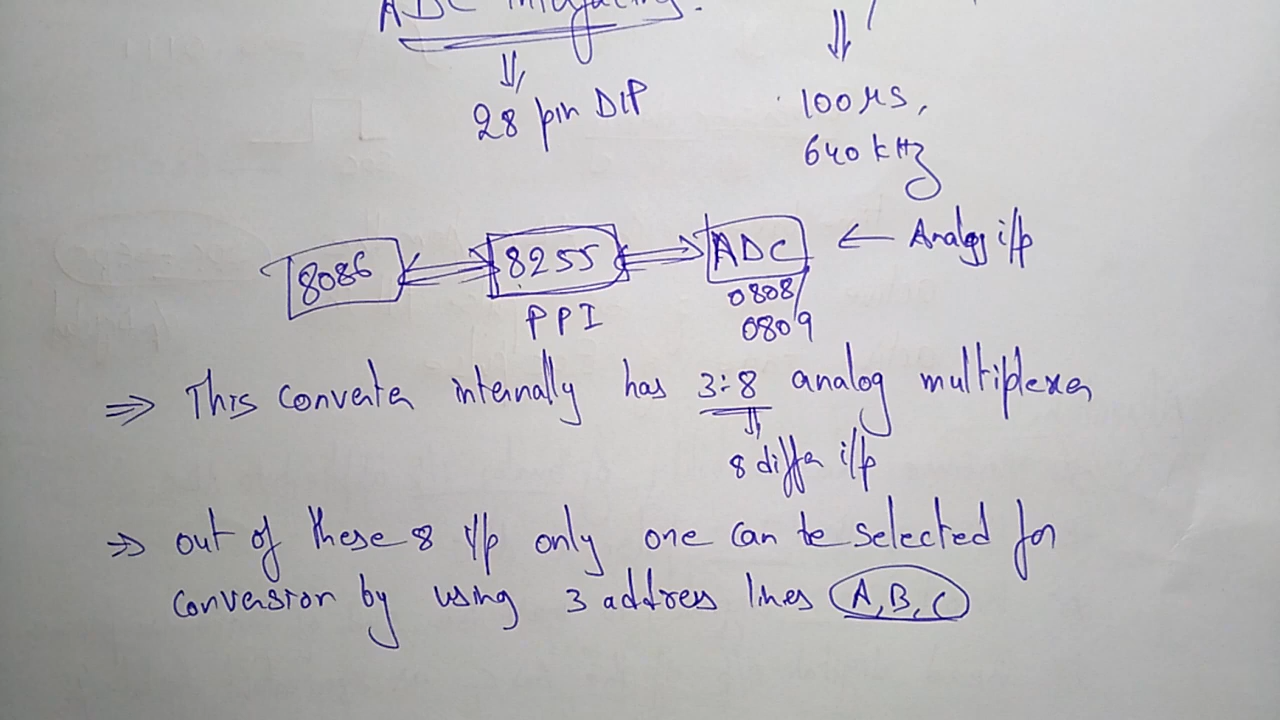 ADC Interfacing.
28 pin DIP
100 μs,
640 kHz
8086 8255 ADC ← Analog i/p
PPI
0808/
0809
⇒ This converter internally has 3:8 analog multiplexer
8 differ i/p
⇒ out of these 8 i/p only one can be selected for
conversion by using 3 address lines A, B, C